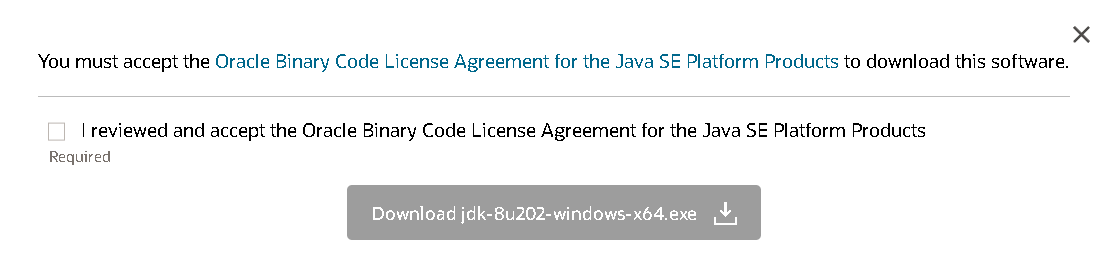 You must accept the Oracle Binary Code License Agreement for the Java SE Platform Products to download this software.
I reviewed and accept the Oracle Binary Code License Agreement for the Java SE Platform Products
Required
Download jdk-8u202-windows-x64.exe